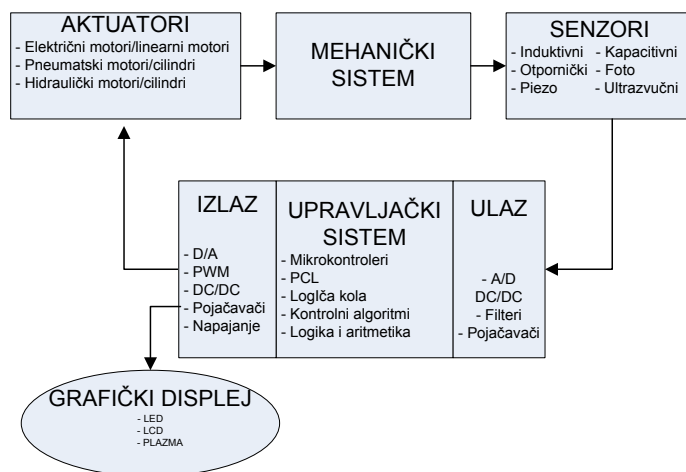 AKTUATORI
- Električni motori/linearni motori
- Pneumatski motori/cilindri
- Hidraulički motori/cilindri
MEHANIČKI
SISTEM
SENZORI
- Induktivni - Kapacitivni
- Otpornički - Foto
- Piezo - Ultrazvučni
IZLAZ
- D/A
- PWM
- DC/DC
- Pojačavači
- Napajanje
UPRAVLJAČKI
SISTEM
- Mikrokontroleri
- PCL
- LogIča kola
- Kontrolni algoritmi
- Logika i aritmetika
ULAZ
- A/D
DC/DC
- Filteri
- Pojačavači
GRAFIČKI DISPLEJ
- LED
- LCD
- PLAZMA